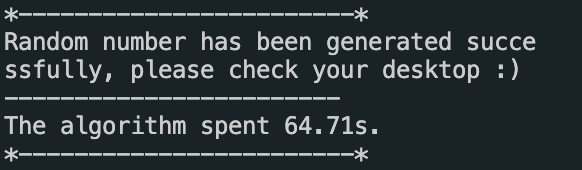 *------------------------*
Random number has been generated succe
ssfully, please check your desktop :)
------------------------
The algorithm spent 64.71s.
*------------------------*